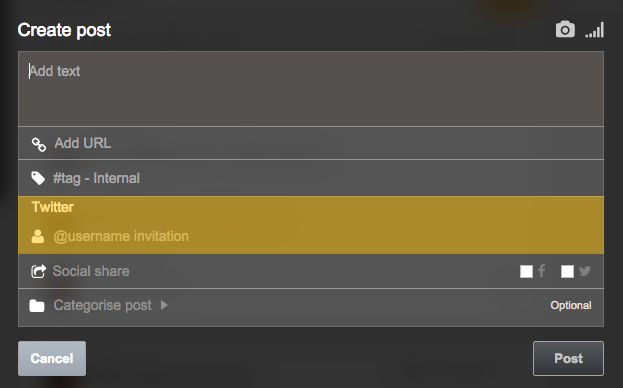 Create post
Add text
Add URL
#tag - Internal
Twitter
@username invitation
Social share
Categorise post
Optional
Cancel
Post